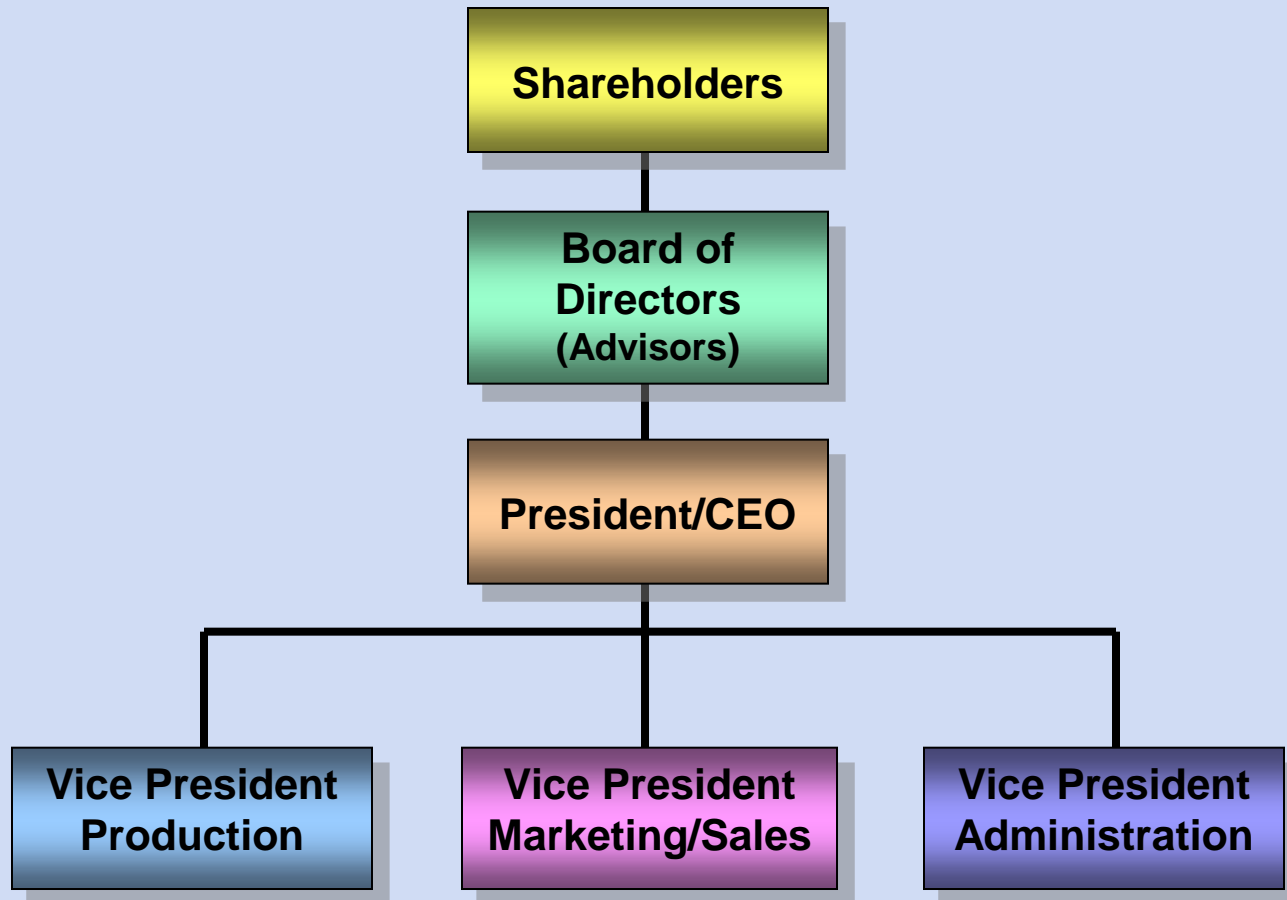 Shareholders
Board of
Directors
(Advisors)
President/CEO
Vice President
Production
Vice President
Marketing/Sales
Vice President
Administration